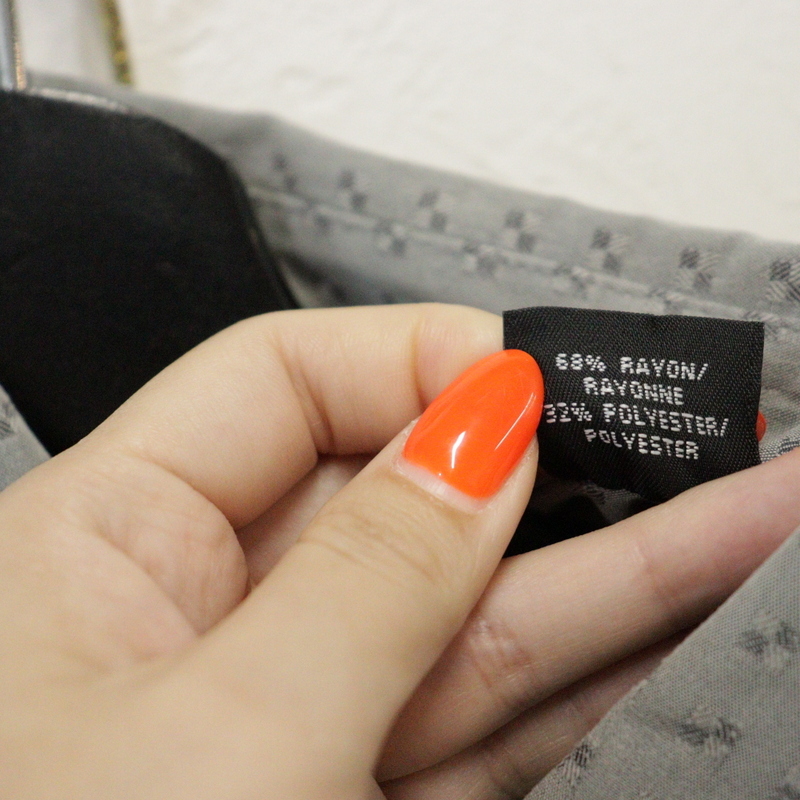 68% RAYON/
RAYONNE
32% POLYESTER/
POLYESTER